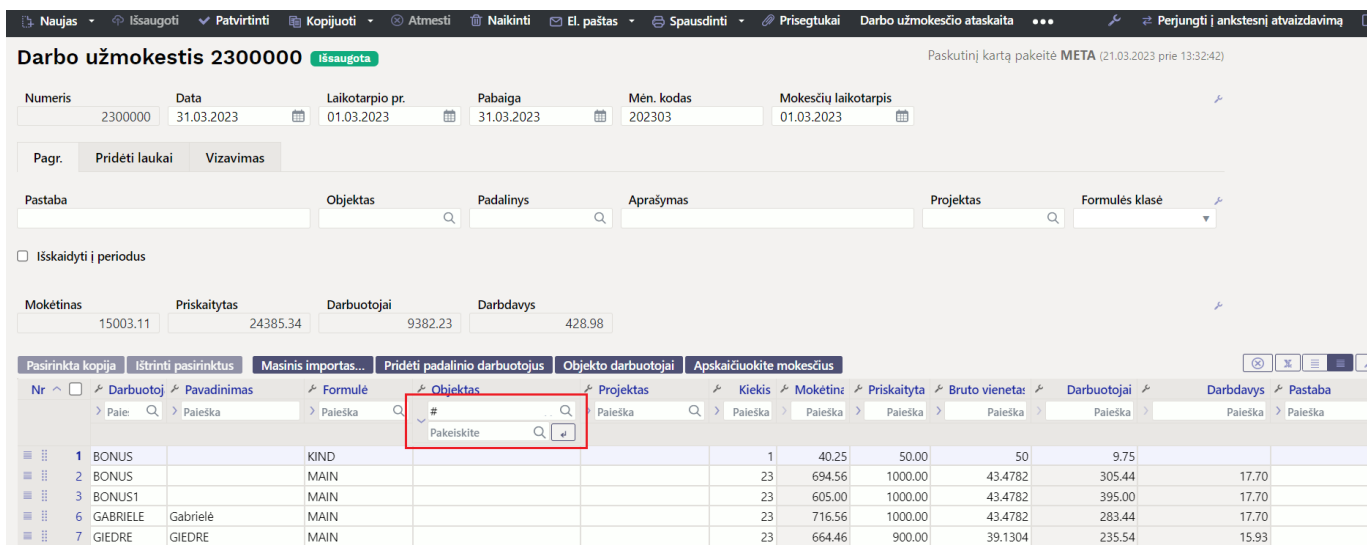 Naujas Išsaugoti Patvirtinti Kopijuoti Atmesti Naikinti El. paštas Spausdinti Prisegtukai Darbo užmokesčio ataskaita ••• Perjungti į ankstesnį atvaizdavimą
Darbo užmokestis 2300000 Išsaugota Paskutinį kartą pakeitė META (21.03.2023 prie 13:32:42)
Numeris Data Laikotarpio pr. Pabaiga Mėn. kodas Mokesčių laikotarpis
2300000 31.03.2023 01.03.2023 31.03.2023 202303 01.03.2023
Pagr. Pridėti laukai Vizavimas
Pastaba Objektas Padalinys Aprašymas Projektas Formulės klasė
Išskaidyti į periodus
Mokėtinas Priskaitytas Darbuotojai Darbdavys
15003.11 24385.34 9382.23 428.98
Pasirinkta kopija Ištrinti pasirinktus Masinis importas... Pridėti padalinio darbuotojus Objekto darbuotojai Apskaičiuokite mokesčius
Nr Darbuotoj Pavadinimas Formulė Objektas Projektas Kiekis Mokėtina Priskaityta Bruto vienetas Darbuotojai Darbdavys Pastaba
Paie: Paieška Paieška # Paieška Paieška Paieška Paieška Paieška Paieška Paieška Paieška
Pakeiskite
1 BONUS KIND 1 40.25 50.00 50 9.75
2 BONUS MAIN 23 694.56 1000.00 43.4782 305.44 17.70
3 BONUS1 MAIN 23 605.00 1000.00 43.4782 395.00 17.70
6 GABRIELE Gabrielė MAIN 23 716.56 1000.00 43.4782 283.44 17.70
7 GIEDRE GIEDRE MAIN 23 664.46 900.00 39.1304 235.54 15.93